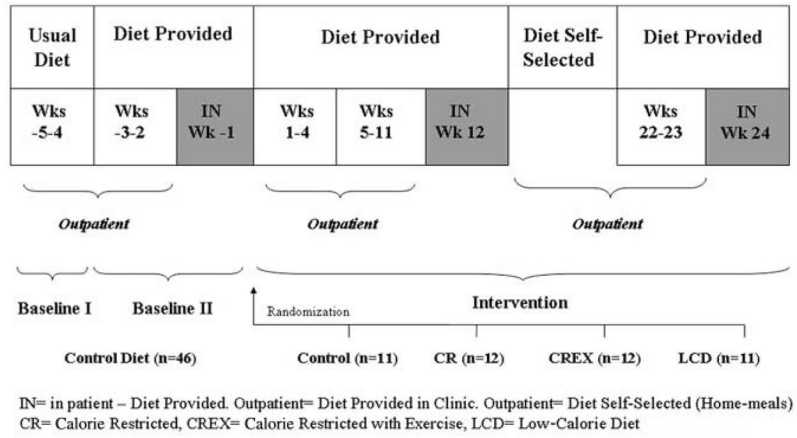 Usual Diet
Diet Provided
Diet Provided
Diet Self-Selected
Diet Provided
Wks -5-4
Wks -3-2
IN Wk -1
Wks 1-4
Wks 5-11
IN Wk 12
Wks 22-23
IN Wk 24
Outpatient
Outpatient
Outpatient
Baseline I
Baseline II
Randomization
Intervention
Control Diet (n=46)
Control (n=11)
CR (n=12)
CREX (n=12)
LCD (n=11)
IN= in patient – Diet Provided. Outpatient= Diet Provided in Clinic. Outpatient= Diet Self-Selected (Home-meals)
CR= Calorie Restricted, CREX= Calorie Restricted with Exercise, LCD= Low-Calorie Diet